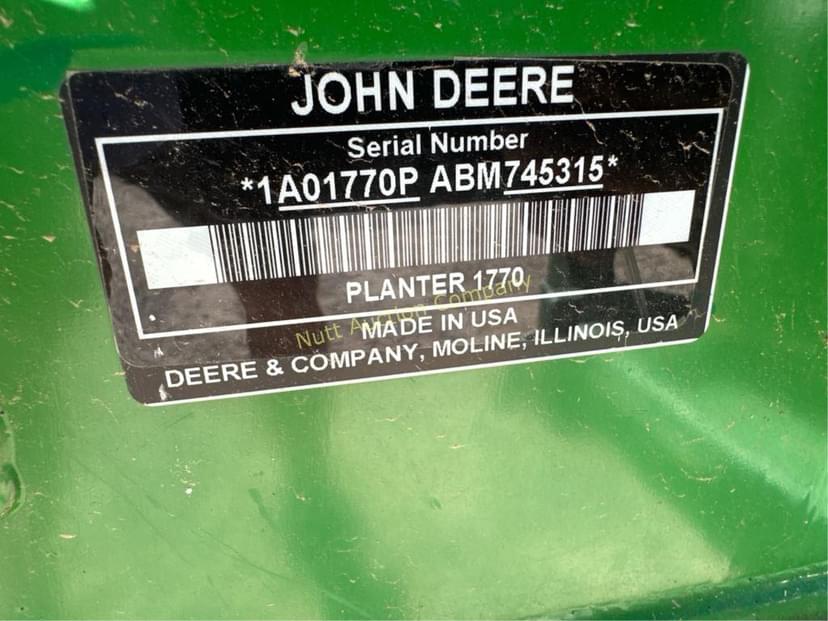 JOHN DEERE
Serial Number
*1A01770P ABM745315*
PLANTER 1770
Nutt Auction Company
MADE IN USA
DEERE & COMPANY, MOLINE, ILLINOIS, USA